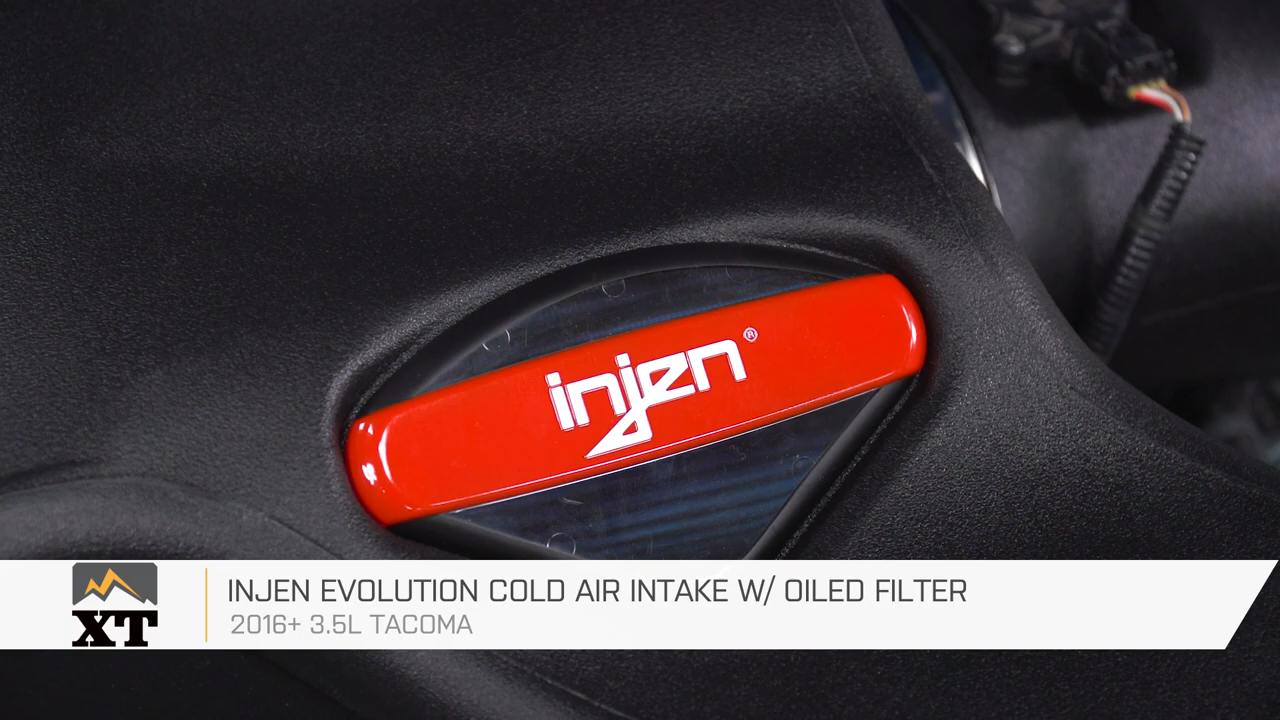 injen®
XT
INJEN EVOLUTION COLD AIR INTAKE W/ OILED FILTER
2016+ 3.5L TACOMA